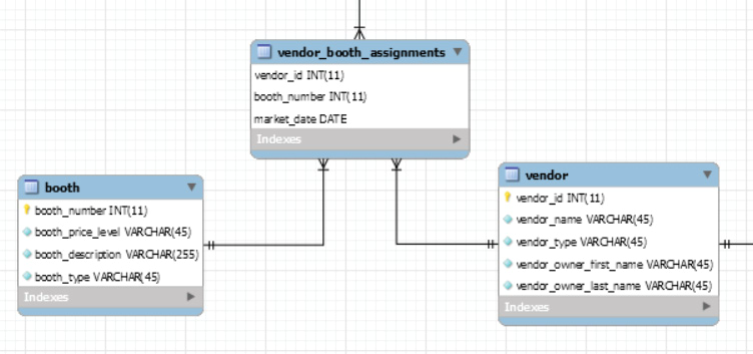 vendor_booth_assignments
vendor_id INT(11)
booth_number INT(11)
market_date DATE
Indexes
booth
booth_number INT(11)
booth_price_level VARCHAR(45)
booth_description VARCHAR(255)
booth_type VARCHAR(45)
Indexes
vendor
vendor_id INT(11)
vendor_name VARCHAR(45)
vendor_type VARCHAR(45)
vendor_owner_first_name VARCHAR(45)
vendor_owner_last_name VARCHAR(45)
Indexes